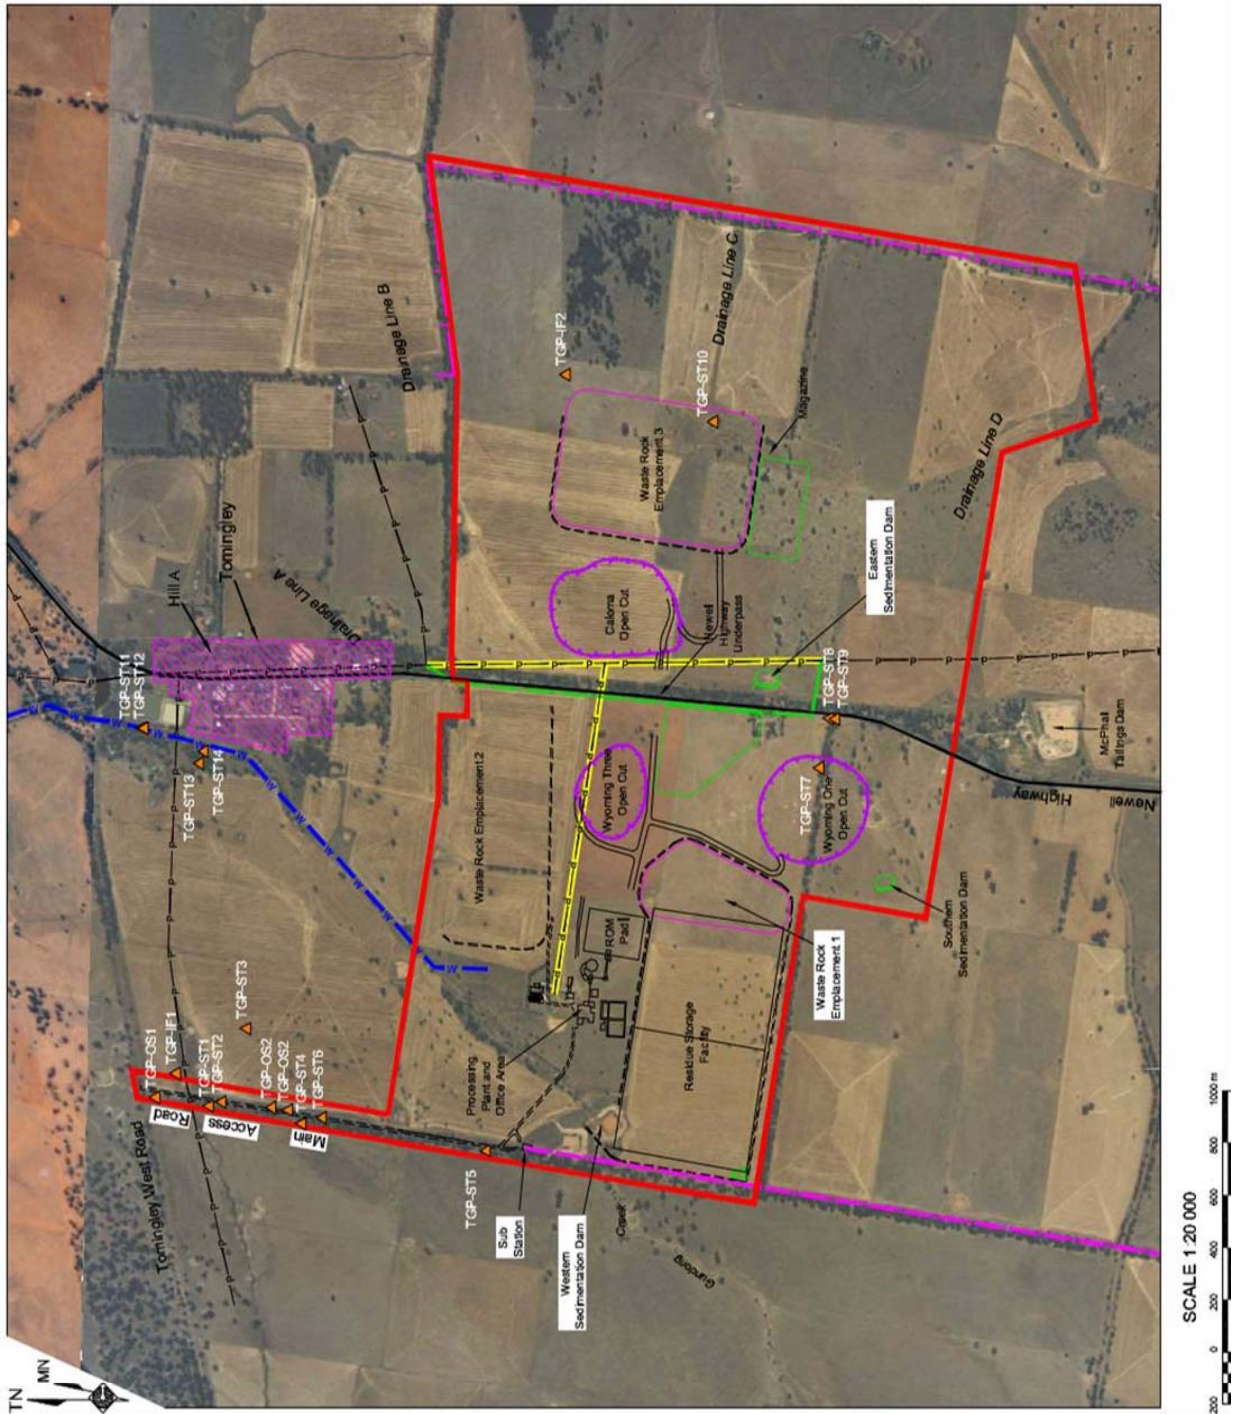 TN
MN
Tomingley West Road
TGP-OS1
TGP-IF1
TGP-ST1
TGP-ST2
TGP-OS2
TGP-OS2
TGP-ST4
TGP-ST6
TGP-ST3
Road
Access
Main
TGP-ST5
TGP-ST11
TGP-ST12
TGP-ST13
TGP-ST14
Hill A
Tomingley
Drainage Line A
Drainage Line B
TGP-IF2
TGP-ST10
Drainage Line C
Magazine
Waste Rock
Emplacement 3
Caloma
Open Cut
Newell
Highway
Underpass
Eastern
Sedimentation Dam
Drainage Line D
TGP-ST8
TGP-ST9
TGP-ST7
Wyoming One
Open Cut
Wyoming Three
Open Cut
Waste Rock Emplacement 2
ROM
Pad
Processing
Plant and
Office Area
Residue Storage
Facility
Waste Rock
Emplacement 1
Southern
Sedimentation Dam
McPhail
Tailings Dam
Newell
Highway
Sub
Station
Western
Sedimentation Dam
Gundong
Creek
P
W
SCALE 1:20 000
200 0 200 400 600 800 1000 m